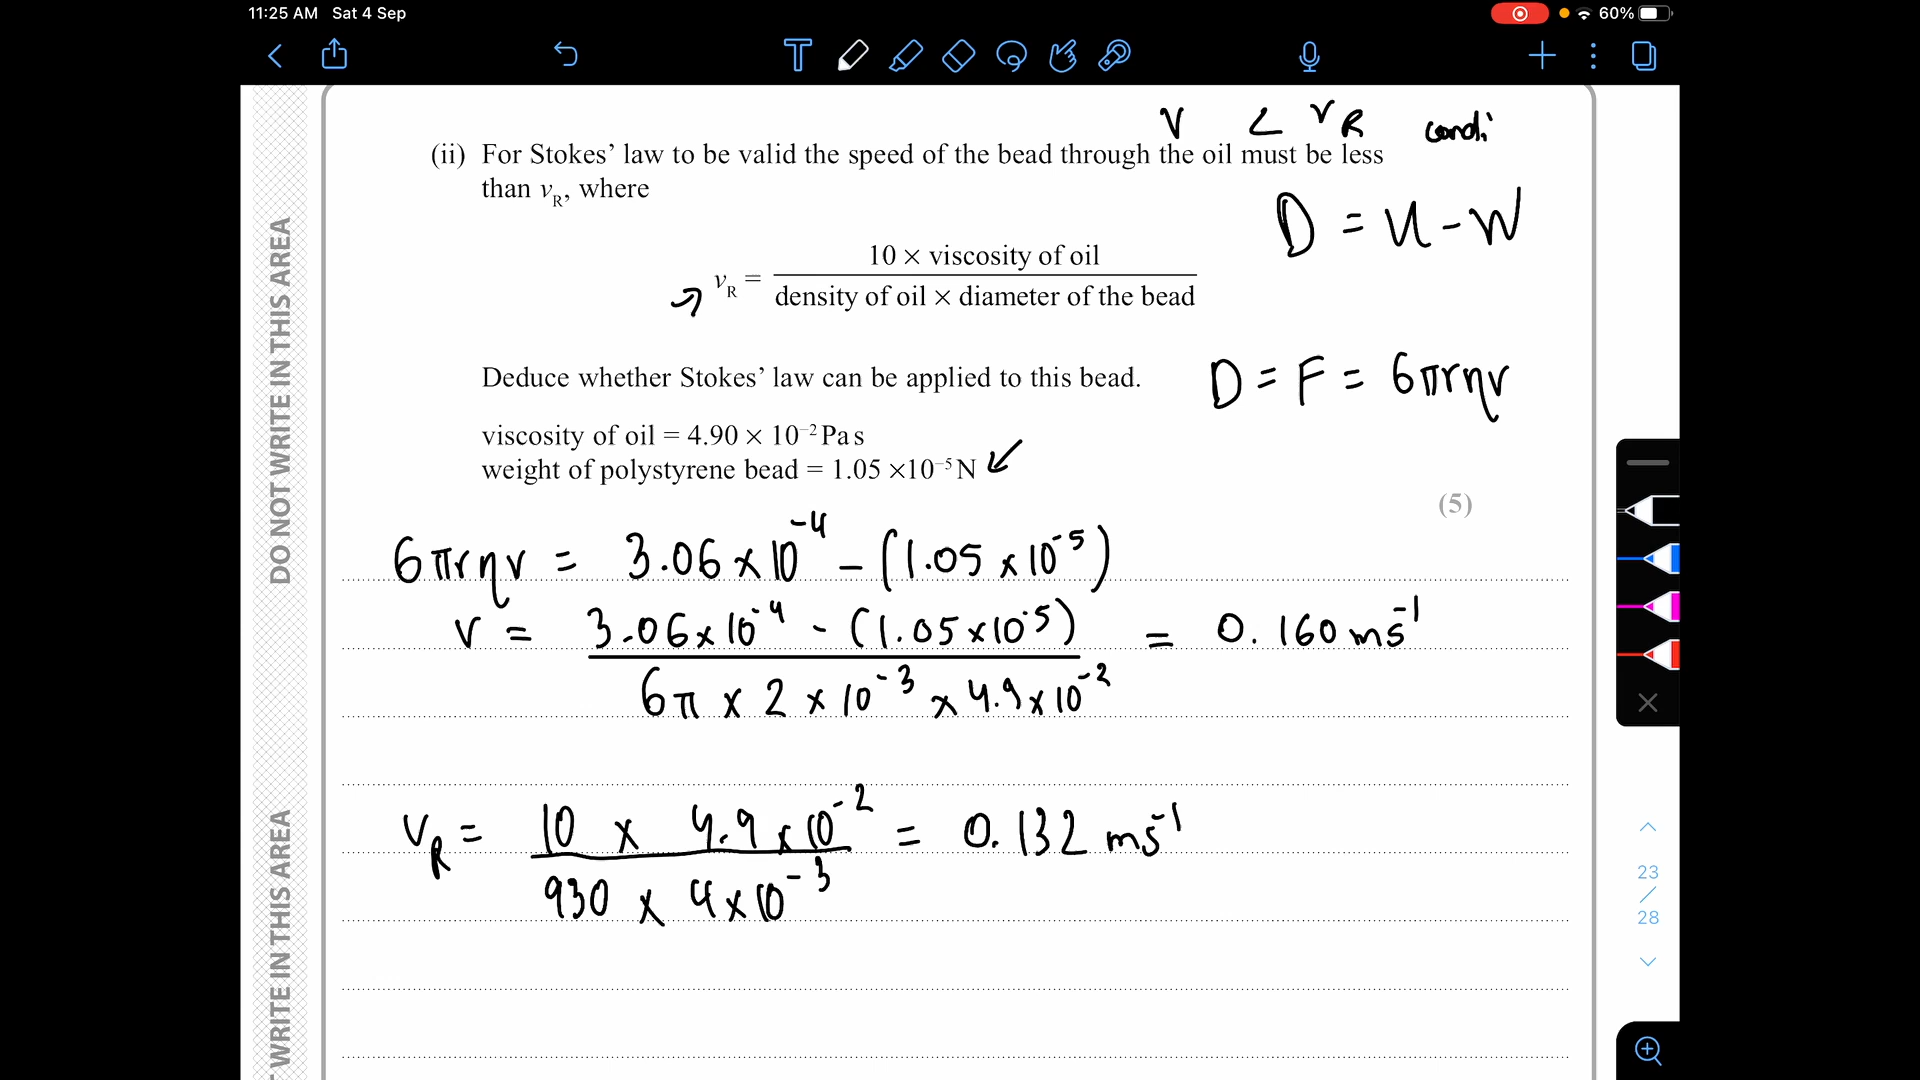 11:25 AM Sat 4 Sep
60%
T
v < vR condi
(ii) For Stokes’ law to be valid the speed of the bead through the oil must be less
than vR, where
D = U - W
vR = 10 × viscosity of oil
density of oil × diameter of the bead
Deduce whether Stokes’ law can be applied to this bead.
D = F = 6πrηv
viscosity of oil = 4.90 × 10⁻² Pa s
weight of polystyrene bead = 1.05 ×10⁻⁵ N
(5)
6πrηv = 3.06 × 10⁻⁴ - (1.05 × 10⁻⁵)
v = 3.06 × 10⁻⁴ - (1.05 × 10⁻⁵) = 0.160 ms⁻¹
6π × 2 × 10⁻³ × 4.9 × 10⁻²
vR = 10 × 4.9 × 10⁻² = 0.132 ms⁻¹
930 × 4 × 10⁻³
DO NOT WRITE IN THIS AREA
WRITE IN THIS AREA
23
/
28